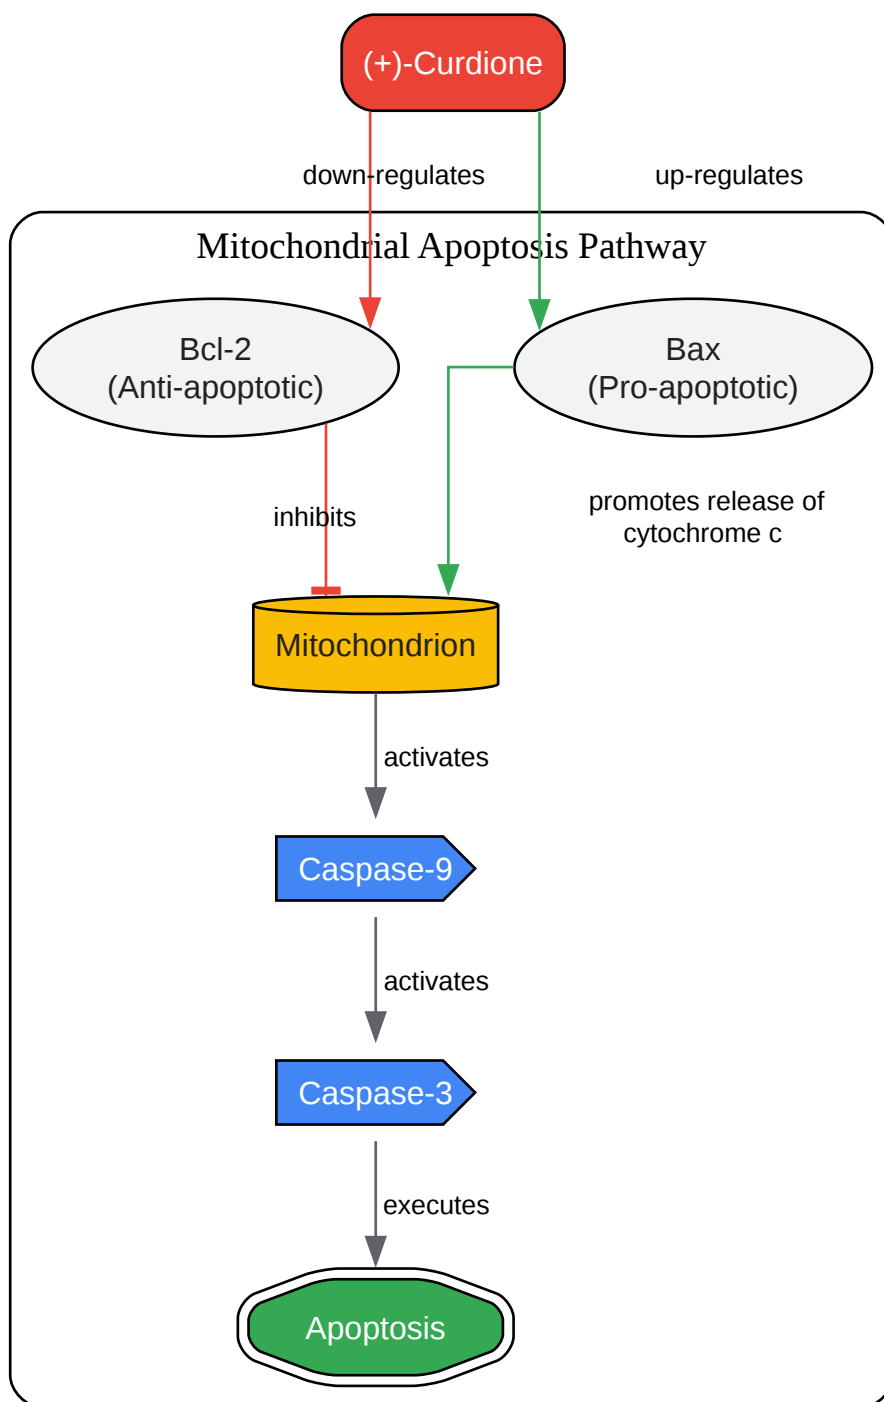 (+)-Curdione
down-regulates
up-regulates
Mitochondrial Apoptosis Pathway
Bcl-2
(Anti-apoptotic)
Bax
(Pro-apoptotic)
inhibits
promotes release of
cytochrome c
Mitochondrion
activates
Caspase-9
activates
Caspase-3
executes
Apoptosis